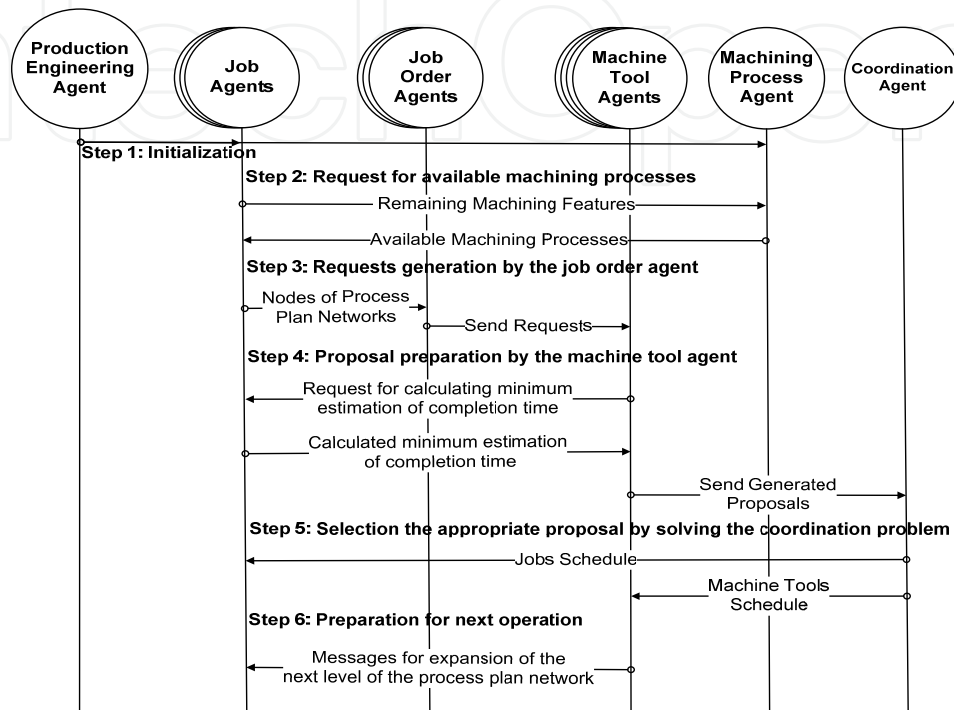 ntechOpen
Production
Engineering
Agent
Job
Agents
Job
Order
Agents
Machine
Tool
Agents
Machining
Process
Agent
Coordination
Agent
Step 1: Initialization
Step 2: Request for available machining processes
Remaining Machining Features
Available Machining Processes
Step 3: Requests generation by the job order agent
Nodes of Process
Plan Networks
Send Requests
Step 4: Proposal preparation by the machine tool agent
Request for calculating minimum
estimation of completion time
Calculated minimum estimation
of completion time
Send Generated
Proposals
Step 5: Selection the appropriate proposal by solving the coordination problem
Jobs Schedule
Machine Tools
Schedule
Step 6: Preparation for next operation
Messages for expansion of the
next level of the process plan network